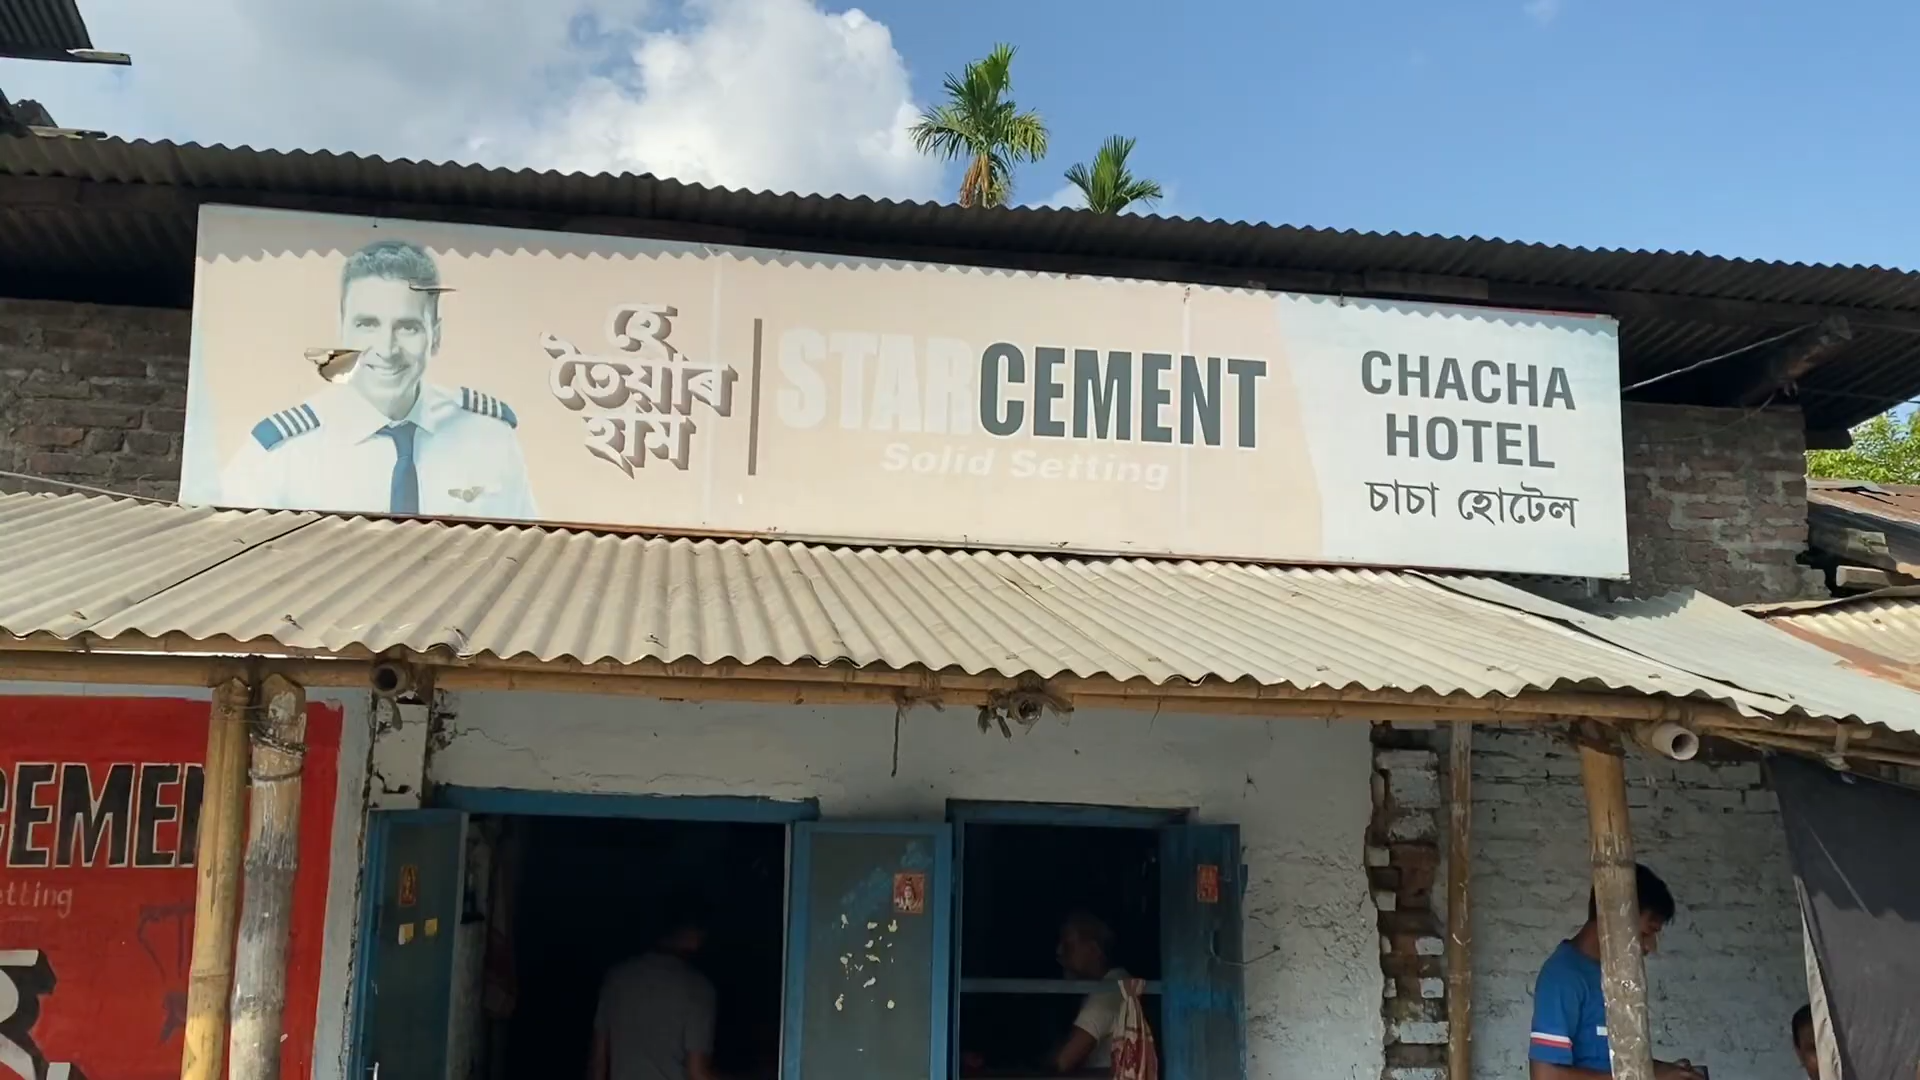 হে
তৈয়াৰ
হাম
STAR CEMENT
Solid Setting
CHACHA
HOTEL
চাচা হোটেল
CEMEN
etting